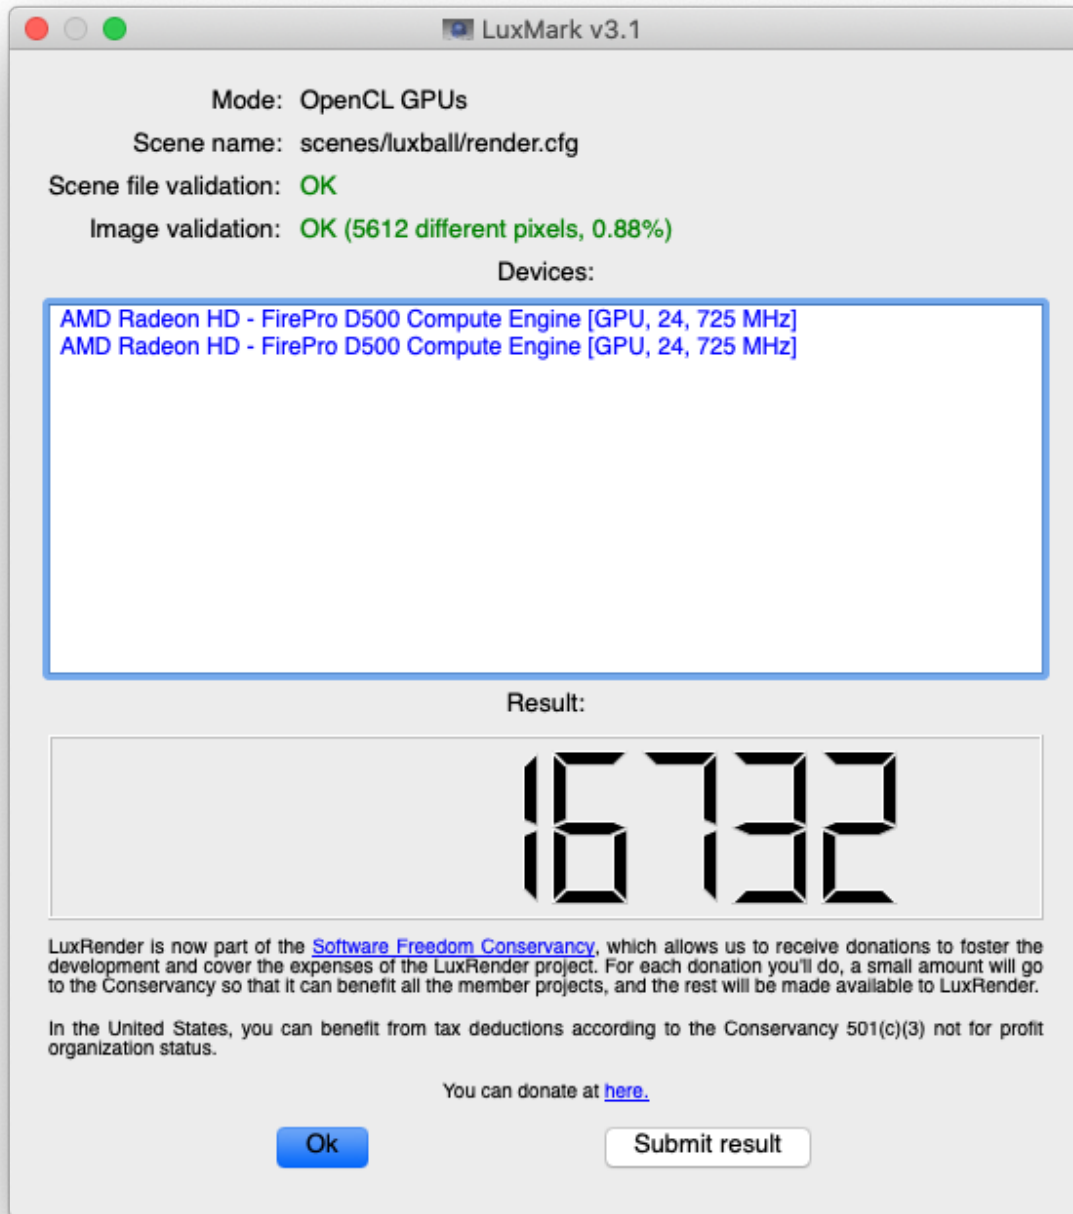 LuxMark v3.1
Mode: OpenCL GPUs
Scene name: scenes/luxball/render.cfg
Scene file validation: OK
Image validation: OK (5612 different pixels, 0.88%)
Devices:
AMD Radeon HD - FirePro D500 Compute Engine [GPU, 24, 725 MHz]
AMD Radeon HD - FirePro D500 Compute Engine [GPU, 24, 725 MHz]
Result:
16732
LuxRender is now part of the Software Freedom Conservancy, which allows us to receive donations to foster the
development and cover the expenses of the LuxRender project. For each donation you'll do, a small amount will go
to the Conservancy so that it can benefit all the member projects, and the rest will be made available to LuxRender.
In the United States, you can benefit from tax deductions according to the Conservancy 501(c)(3) not for profit
organization status.
You can donate at here.
Ok Submit result